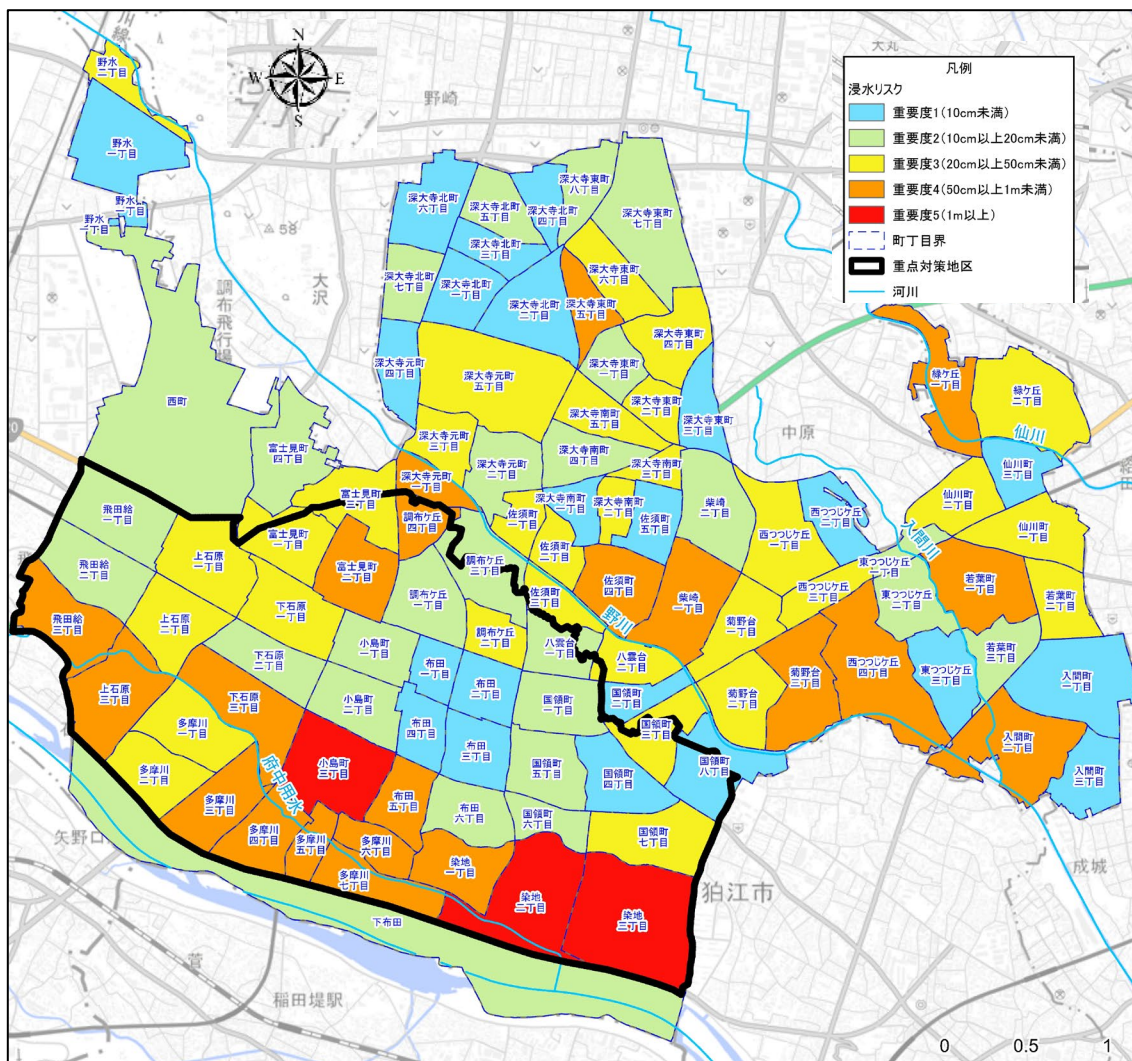 凡例
浸水リスク
重要度1(10cm未満)
重要度2(10cm以上20cm未満)
重要度3(20cm以上50cm未満)
重要度4(50cm以上1m未満)
重要度5(1m以上)
町丁目界
重点対策地区
河川
N
W
E
S
川線
野崎
大丸
野水
二丁目
野水
一丁目
野水
一丁目
野水
一丁目
58
大沢
調布飛行場
西町
深大寺北町
六丁目
深大寺北町
五丁目
深大寺北町
四丁目
深大寺東町
八丁目
深大寺東町
七丁目
深大寺北町
三丁目
深大寺北町
七丁目
深大寺北町
一丁目
深大寺北町
二丁目
深大寺東町
六丁目
深大寺東町
五丁目
深大寺東町
四丁目
深大寺東町
一丁目
深大寺東町
二丁目
深大寺東町
三丁目
深大寺元町
四丁目
深大寺元町
五丁目
深大寺南町
五丁目
深大寺元町
三丁目
深大寺元町
二丁目
深大寺南町
四丁目
深大寺南町
三丁目
深大寺元町
一丁目
深大寺南町
一丁目
深大寺南町
二丁目
中原
緑ケ丘
一丁目
緑ケ丘
二丁目
仙川
仙川町
三丁目
仙川町
二丁目
仙川町
一丁目
給田
富士見町
四丁目
富士見町
三丁目
富士見町
一丁目
富士見町
二丁目
調布ケ丘
四丁目
調布ケ丘
三丁目
調布ケ丘
一丁目
調布ケ丘
二丁目
佐須町
一丁目
佐須町
二丁目
佐須町
三丁目
佐須町
四丁目
佐須町
五丁目
柴崎
二丁目
柴崎
一丁目
野川
西つつじケ丘
二丁目
西つつじケ丘
一丁目
西つつじケ丘
三丁目
西つつじケ丘
四丁目
入間川
東つつじケ丘
一丁目
東つつじケ丘
二丁目
東つつじケ丘
三丁目
若葉町
一丁目
若葉町
二丁目
若葉町
三丁目
入間町
一丁目
入間町
二丁目
入間町
三丁目
菊野台
一丁目
菊野台
二丁目
菊野台
三丁目
八雲台
一丁目
八雲台
二丁目
飛田給
一丁目
飛田給
二丁目
飛田給
三丁目
上石原
一丁目
上石原
二丁目
上石原
三丁目
下石原
一丁目
下石原
二丁目
下石原
三丁目
小島町
一丁目
小島町
二丁目
小島町
三丁目
布田
一丁目
布田
二丁目
布田
四丁目
布田
三丁目
布田
五丁目
布田
六丁目
国領町
一丁目
国領町
二丁目
国領町
三丁目
国領町
八丁目
国領町
五丁目
国領町
四丁目
国領町
六丁目
国領町
七丁目
多摩川
一丁目
多摩川
二丁目
多摩川
三丁目
多摩川
四丁目
多摩川
五丁目
多摩川
六丁目
多摩川
七丁目
府中用水
染地
一丁目
染地
二丁目
染地
三丁目
下布田
矢野口
菅
稲田堤駅
狛江市
成城
0
0.5
1